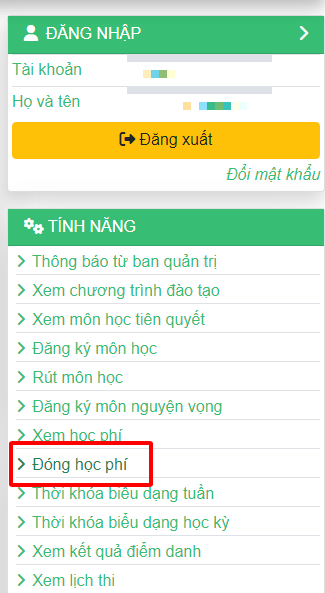 ĐĂNG NHẬP
Tài khoản
Họ và tên
Đăng xuất
Đổi mật khẩu
TÍNH NĂNG
Thông báo từ ban quản trị
Xem chương trình đào tạo
Xem môn học tiên quyết
Đăng ký môn học
Rút môn học
Đăng ký môn nguyện vọng
Xem học phí
Đóng học phí
Thời khóa biểu dạng tuần
Thời khóa biểu dạng học kỳ
Xem kết quả điểm danh
Xem lịch thi